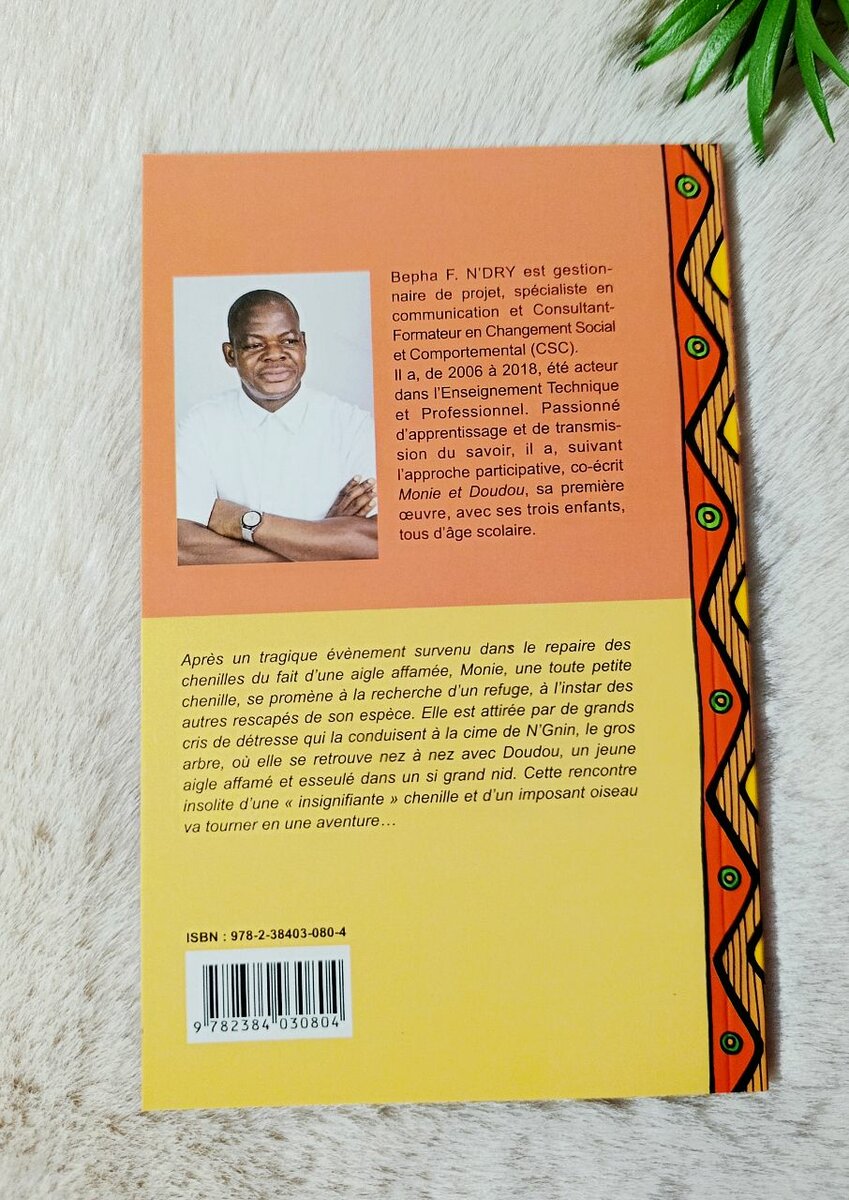 Bepha F. N'DRY est gestion-
naire de projet, spécialiste en
communication et Consultant-
Formateur en Changement Social
et Comportemental (CSC).
Il a, de 2006 à 2018, été acteur
dans l'Enseignement Technique
et Professionnel. Passionné
d'apprentissage et de transmis-
sion du savoir, il a, suivant
l'approche participative, co-écrit
Monie et Doudou, sa première
œuvre, avec ses trois enfants,
tous d'âge scolaire.
Après un tragique évènement survenu dans le repaire des
chenilles du fait d'une aigle affamée, Monie, une toute petite
chenille, se promène à la recherche d'un refuge, à l'instar des
autres rescapés de son espèce. Elle est attirée par de grands
cris de détresse qui la conduisent à la cime de N'Gnin, le gros
arbre, où elle se retrouve nez à nez avec Doudou, un jeune
aigle affamé et esseulé dans un si grand nid. Cette rencontre
insolite d'une « insignifiante » chenille et d'un imposant oiseau
va tourner en une aventure…
ISBN : 978-2-38403-080-4
9 782384 030804